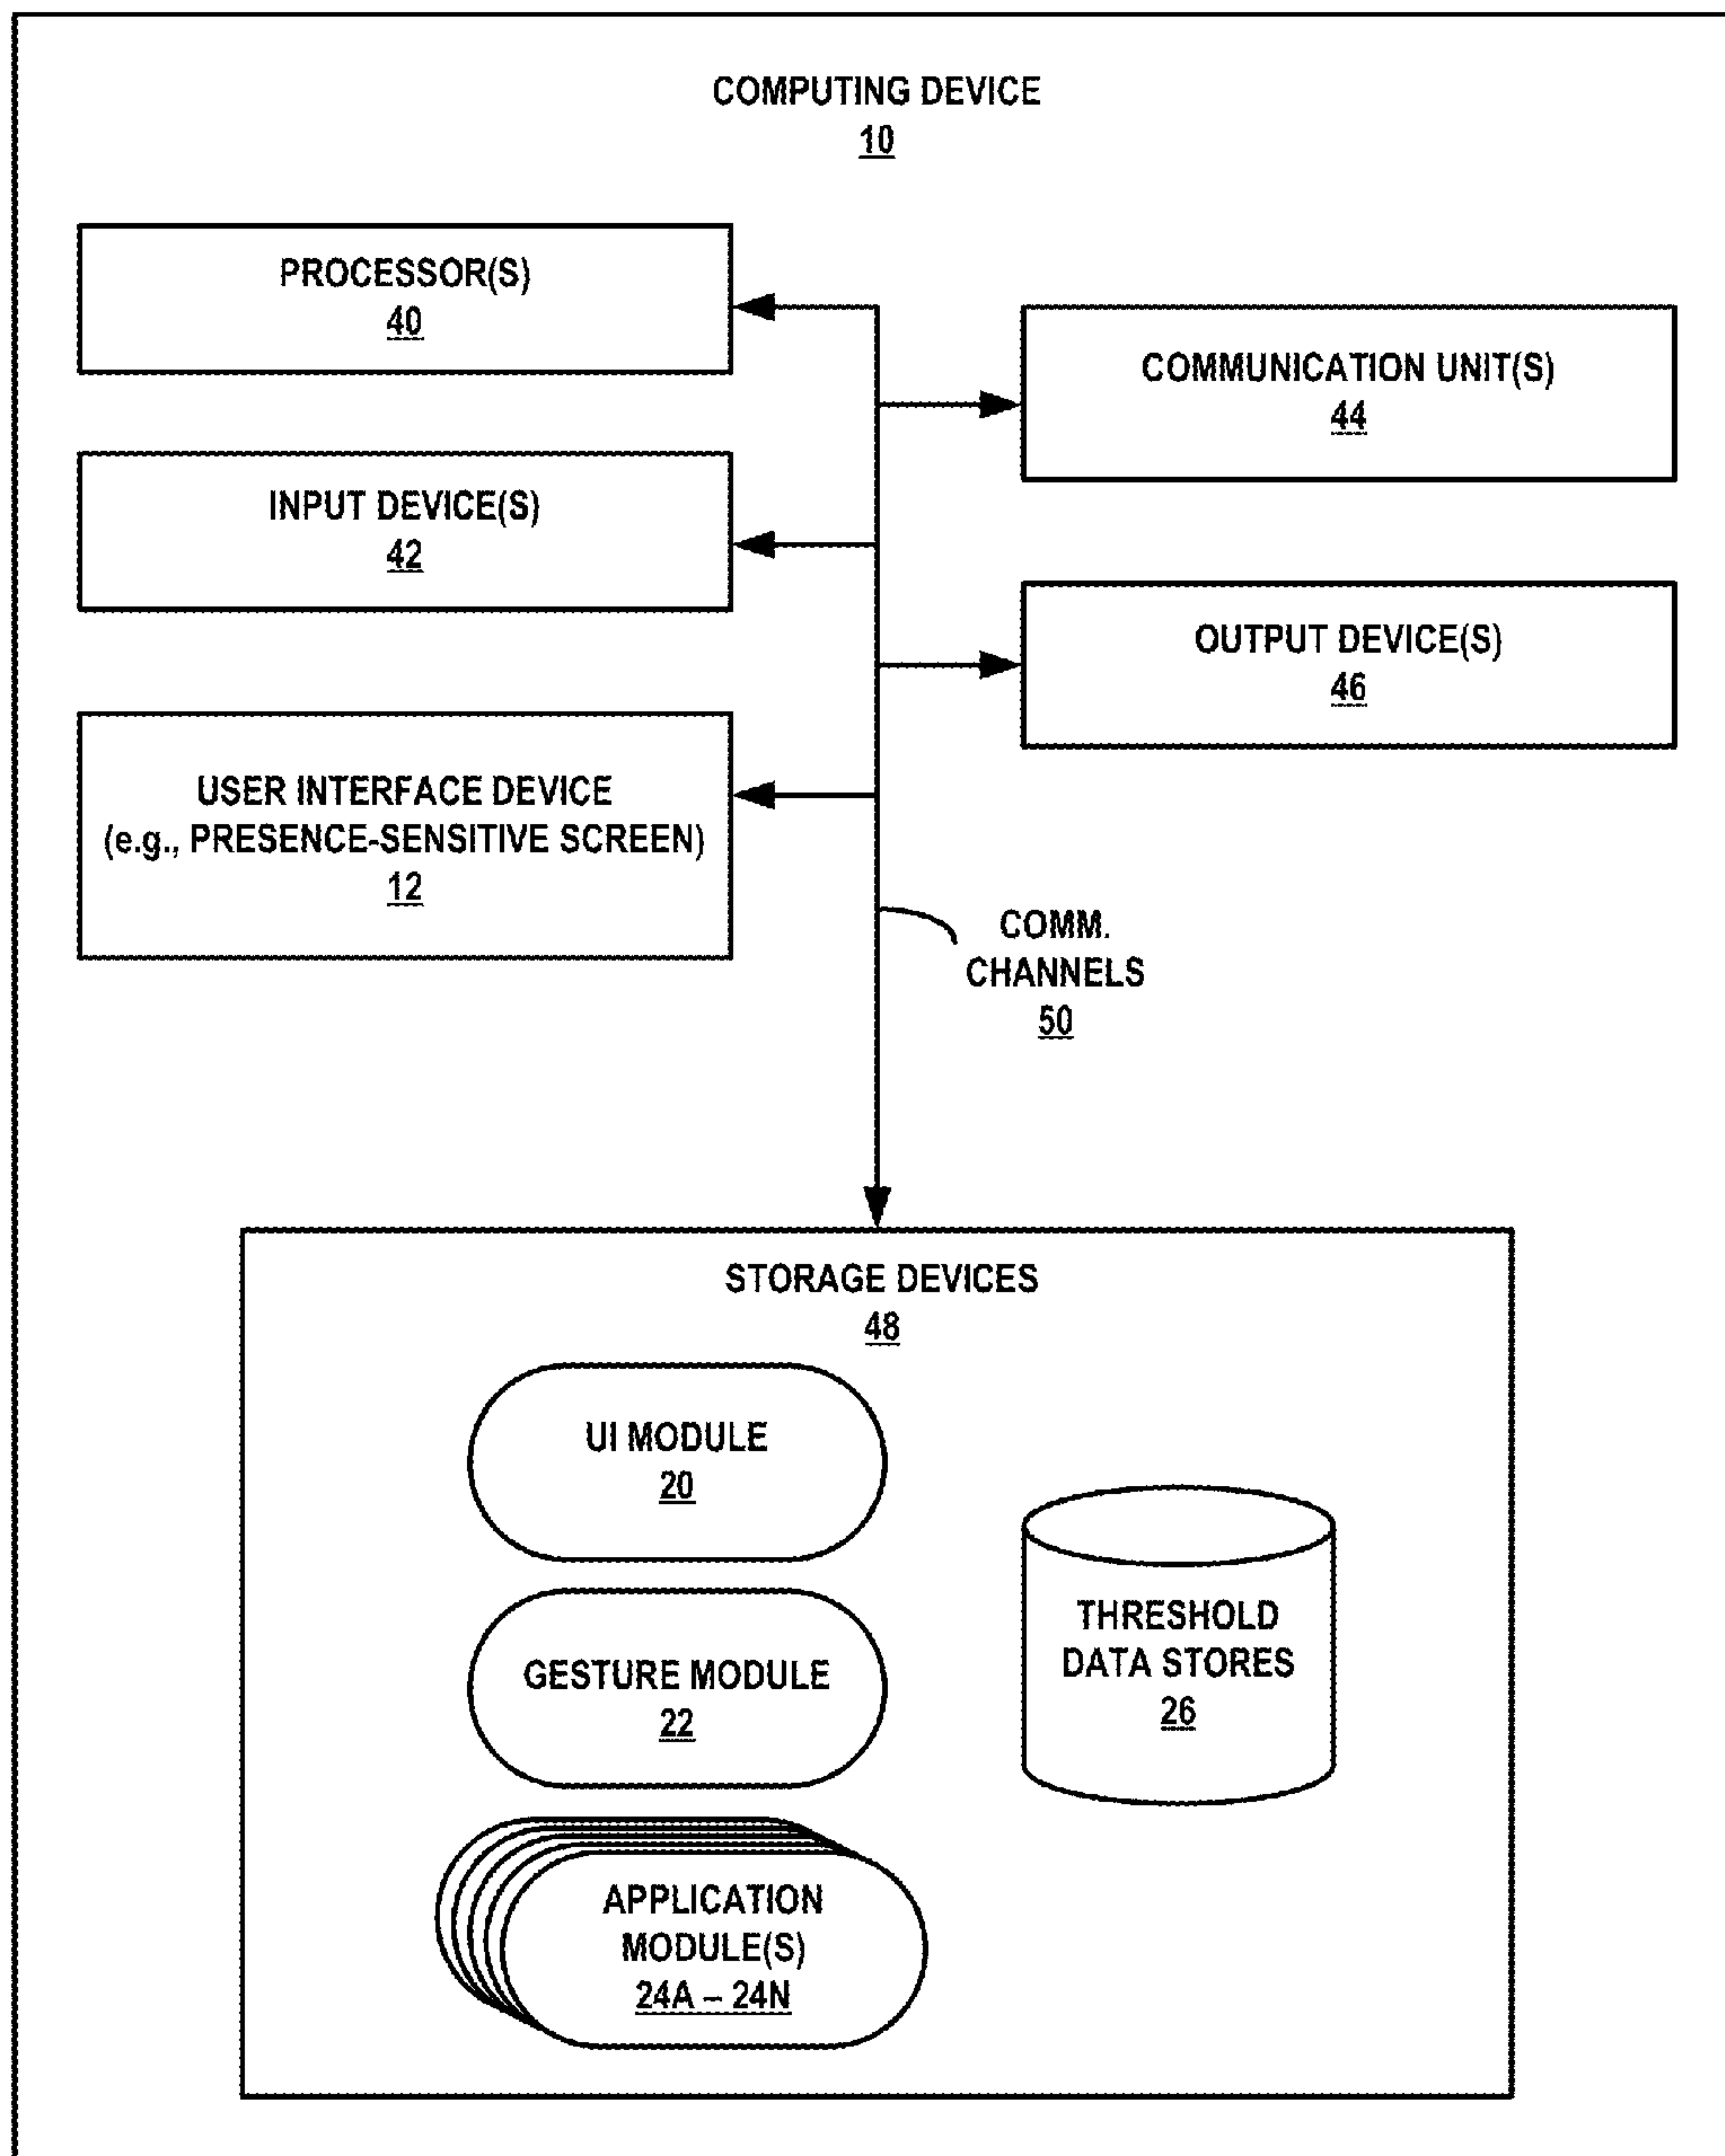 COMPUTING DEVICE
10
PROCESSOR(S)
40
COMMUNICATION UNIT(S)
44
INPUT DEVICE(S)
42
OUTPUT DEVICE(S)
46
USER INTERFACE DEVICE
(e.g., PRESENCE-SENSITIVE SCREEN)
12
COMM.
CHANNELS
50
STORAGE DEVICES
48
UI MODULE
20
GESTURE MODULE
22
THRESHOLD
DATA STORES
26
APPLICATION
MODULE(S)
24A – 24N